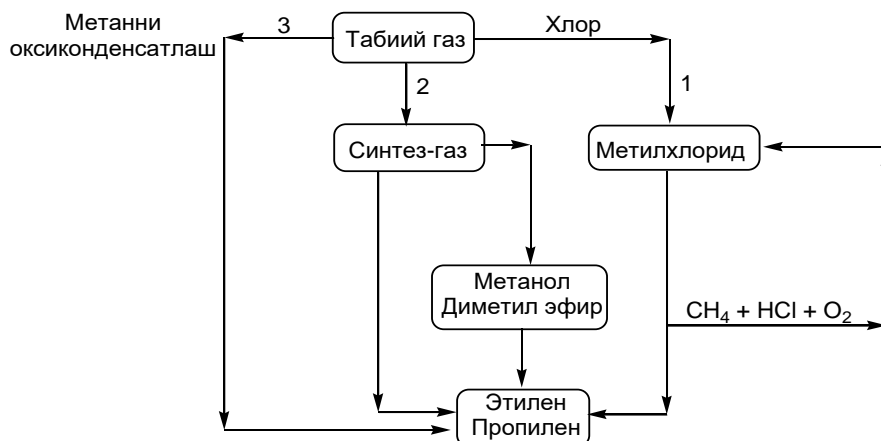 Метанни
оксиконденсатлаш
3
Табиий газ
Хлор
2
1
Синтез-газ
Метилхлорид
Метанол
Диметил эфир
CH₄ + HCl + O₂
Этилен
Пропилен